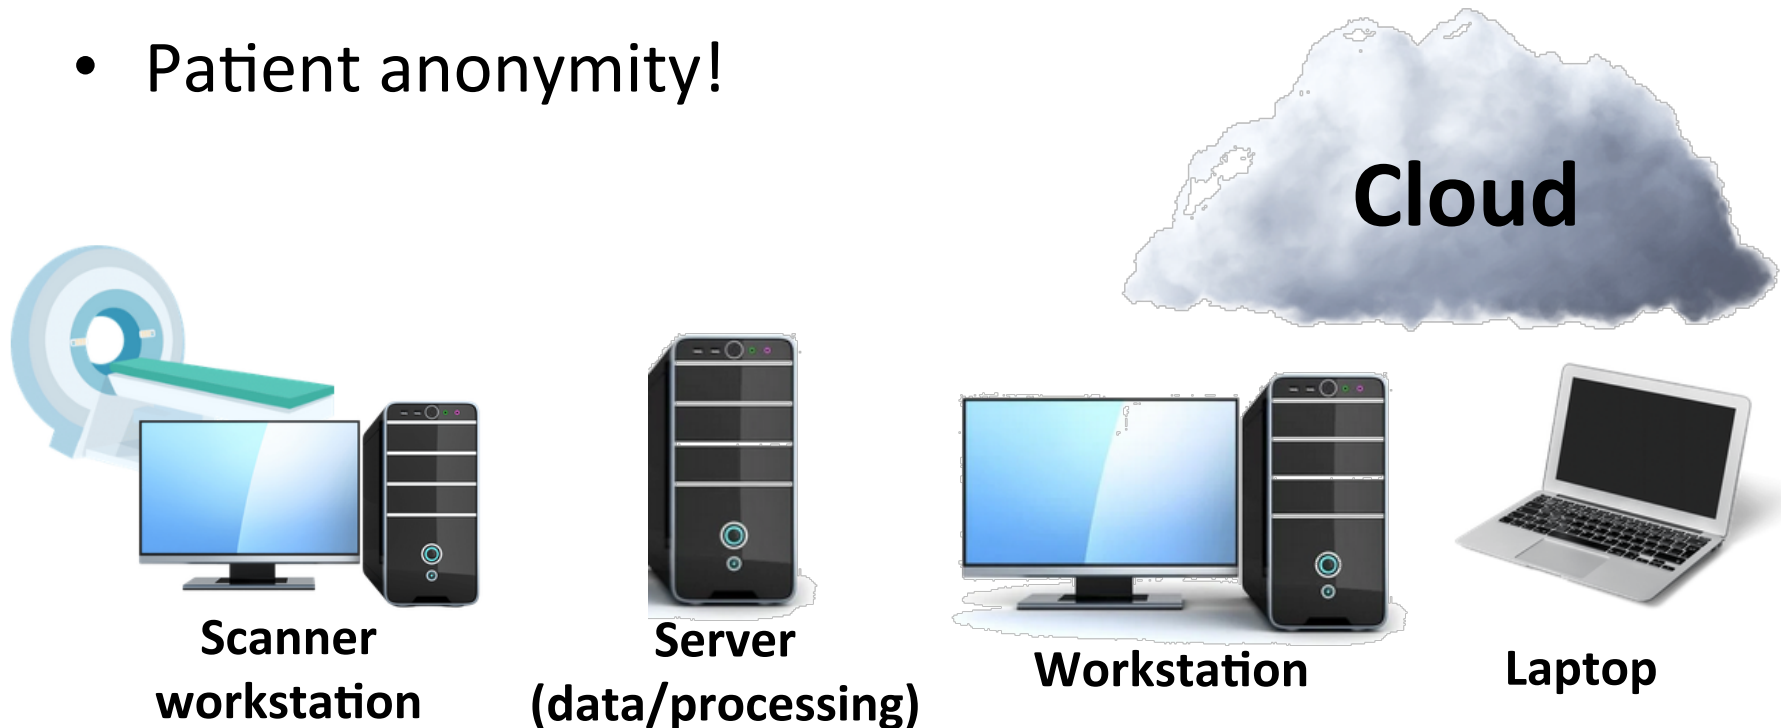 • Patient anonymity!
Cloud
Scanner
workstation
Server
(data/processing)
Workstation
Laptop